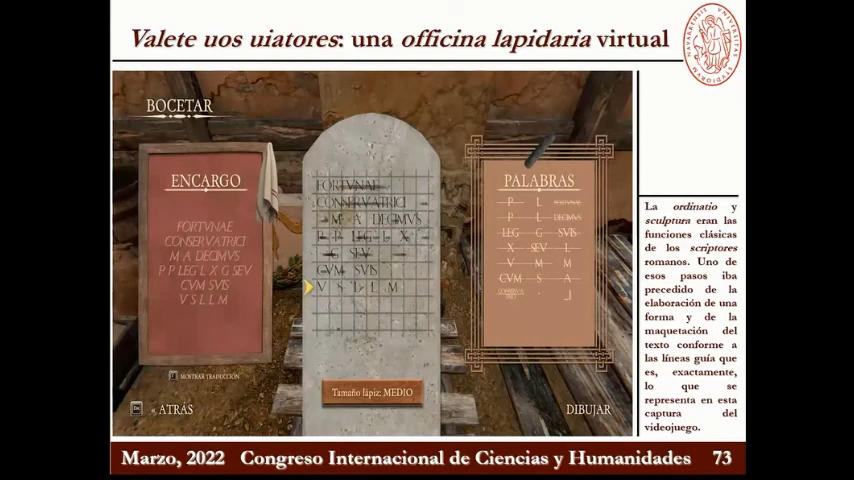 Valete uos uiatores: una officina lapidaria virtual
NAVARRENSIS VNIVERSITAS STVDIORVM
BOCETAR
ENCARGO
FORTVNAE
CONSERVATRICI
M A DECIMVS
P P LEG L X G SEV
CVM SVIS
V S L L M
MOSTRAR TRADUCCIÓN
Esc
ATRÁS
FORTVNAE
CONSERVATRICI
M A DECIMVS
P P LEG L X
G SEV
CVM SVIS
V S L L M
Tamaño lápiz: MEDIO
PALABRAS
P L FORTVNAE
P L DECIMVS
LEG G SVIS
X SEV L
V M M
CVM S A
DIBUJAR
La ordinatio y
sculptura eran las
funciones clásicas
de los scriptores
romanos. Uno de
esos pasos iba
precedido de la
elaboración de una
forma y de la
maquetación del
texto conforme a
las líneas guía que
es, exactamente,
lo que se
representa en esta
captura del
videojuego.
Marzo, 2022 Congreso Internacional de Ciencias y Humanidades 73